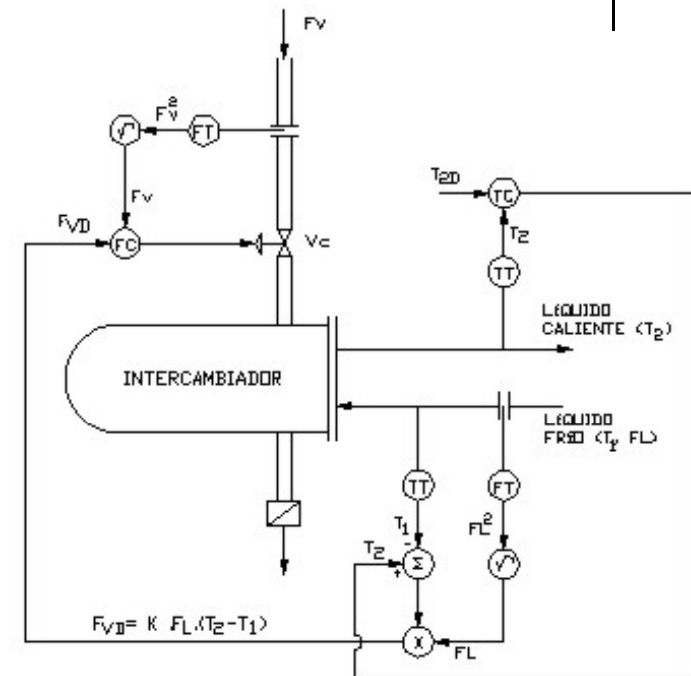 Fv
Fv²
√
FT
Fv
FVD
FC
Vc
T2D
TC
T2
TT
LÍQUIDO
CALIENTE (T2)
INTERCAMBIADOR
LÍQUIDO
FRÍO (T1, FL)
TT
FT
T1
FL²
-
T2
+
Σ
√
FVD= K FL.(T2-T1)
X
FL